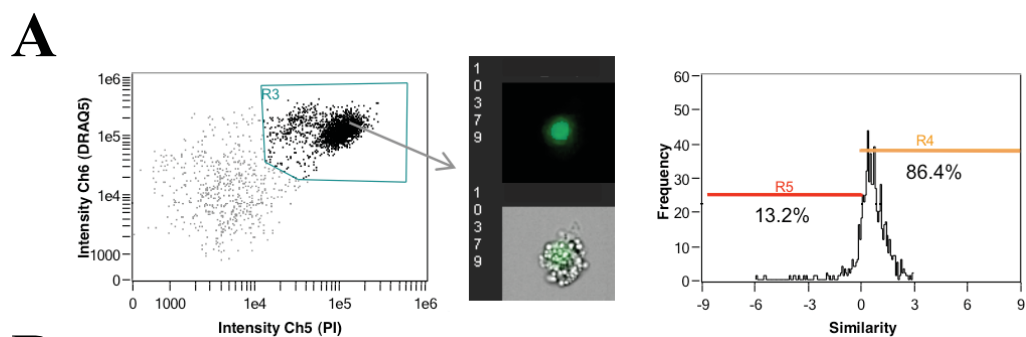 A
Intensity Ch6 (DRAQ5)
1e6
1e5
1e4
1000
0
R3
0 1000 1e4 1e5 1e6
Intensity Ch5 (PI)
1
0
3
7
9
1
0
3
7
9
Frequency
60
50
40
30
20
10
0
R4
86.4%
R5
13.2%
-9 -6 -3 0 3 6 9
Similarity